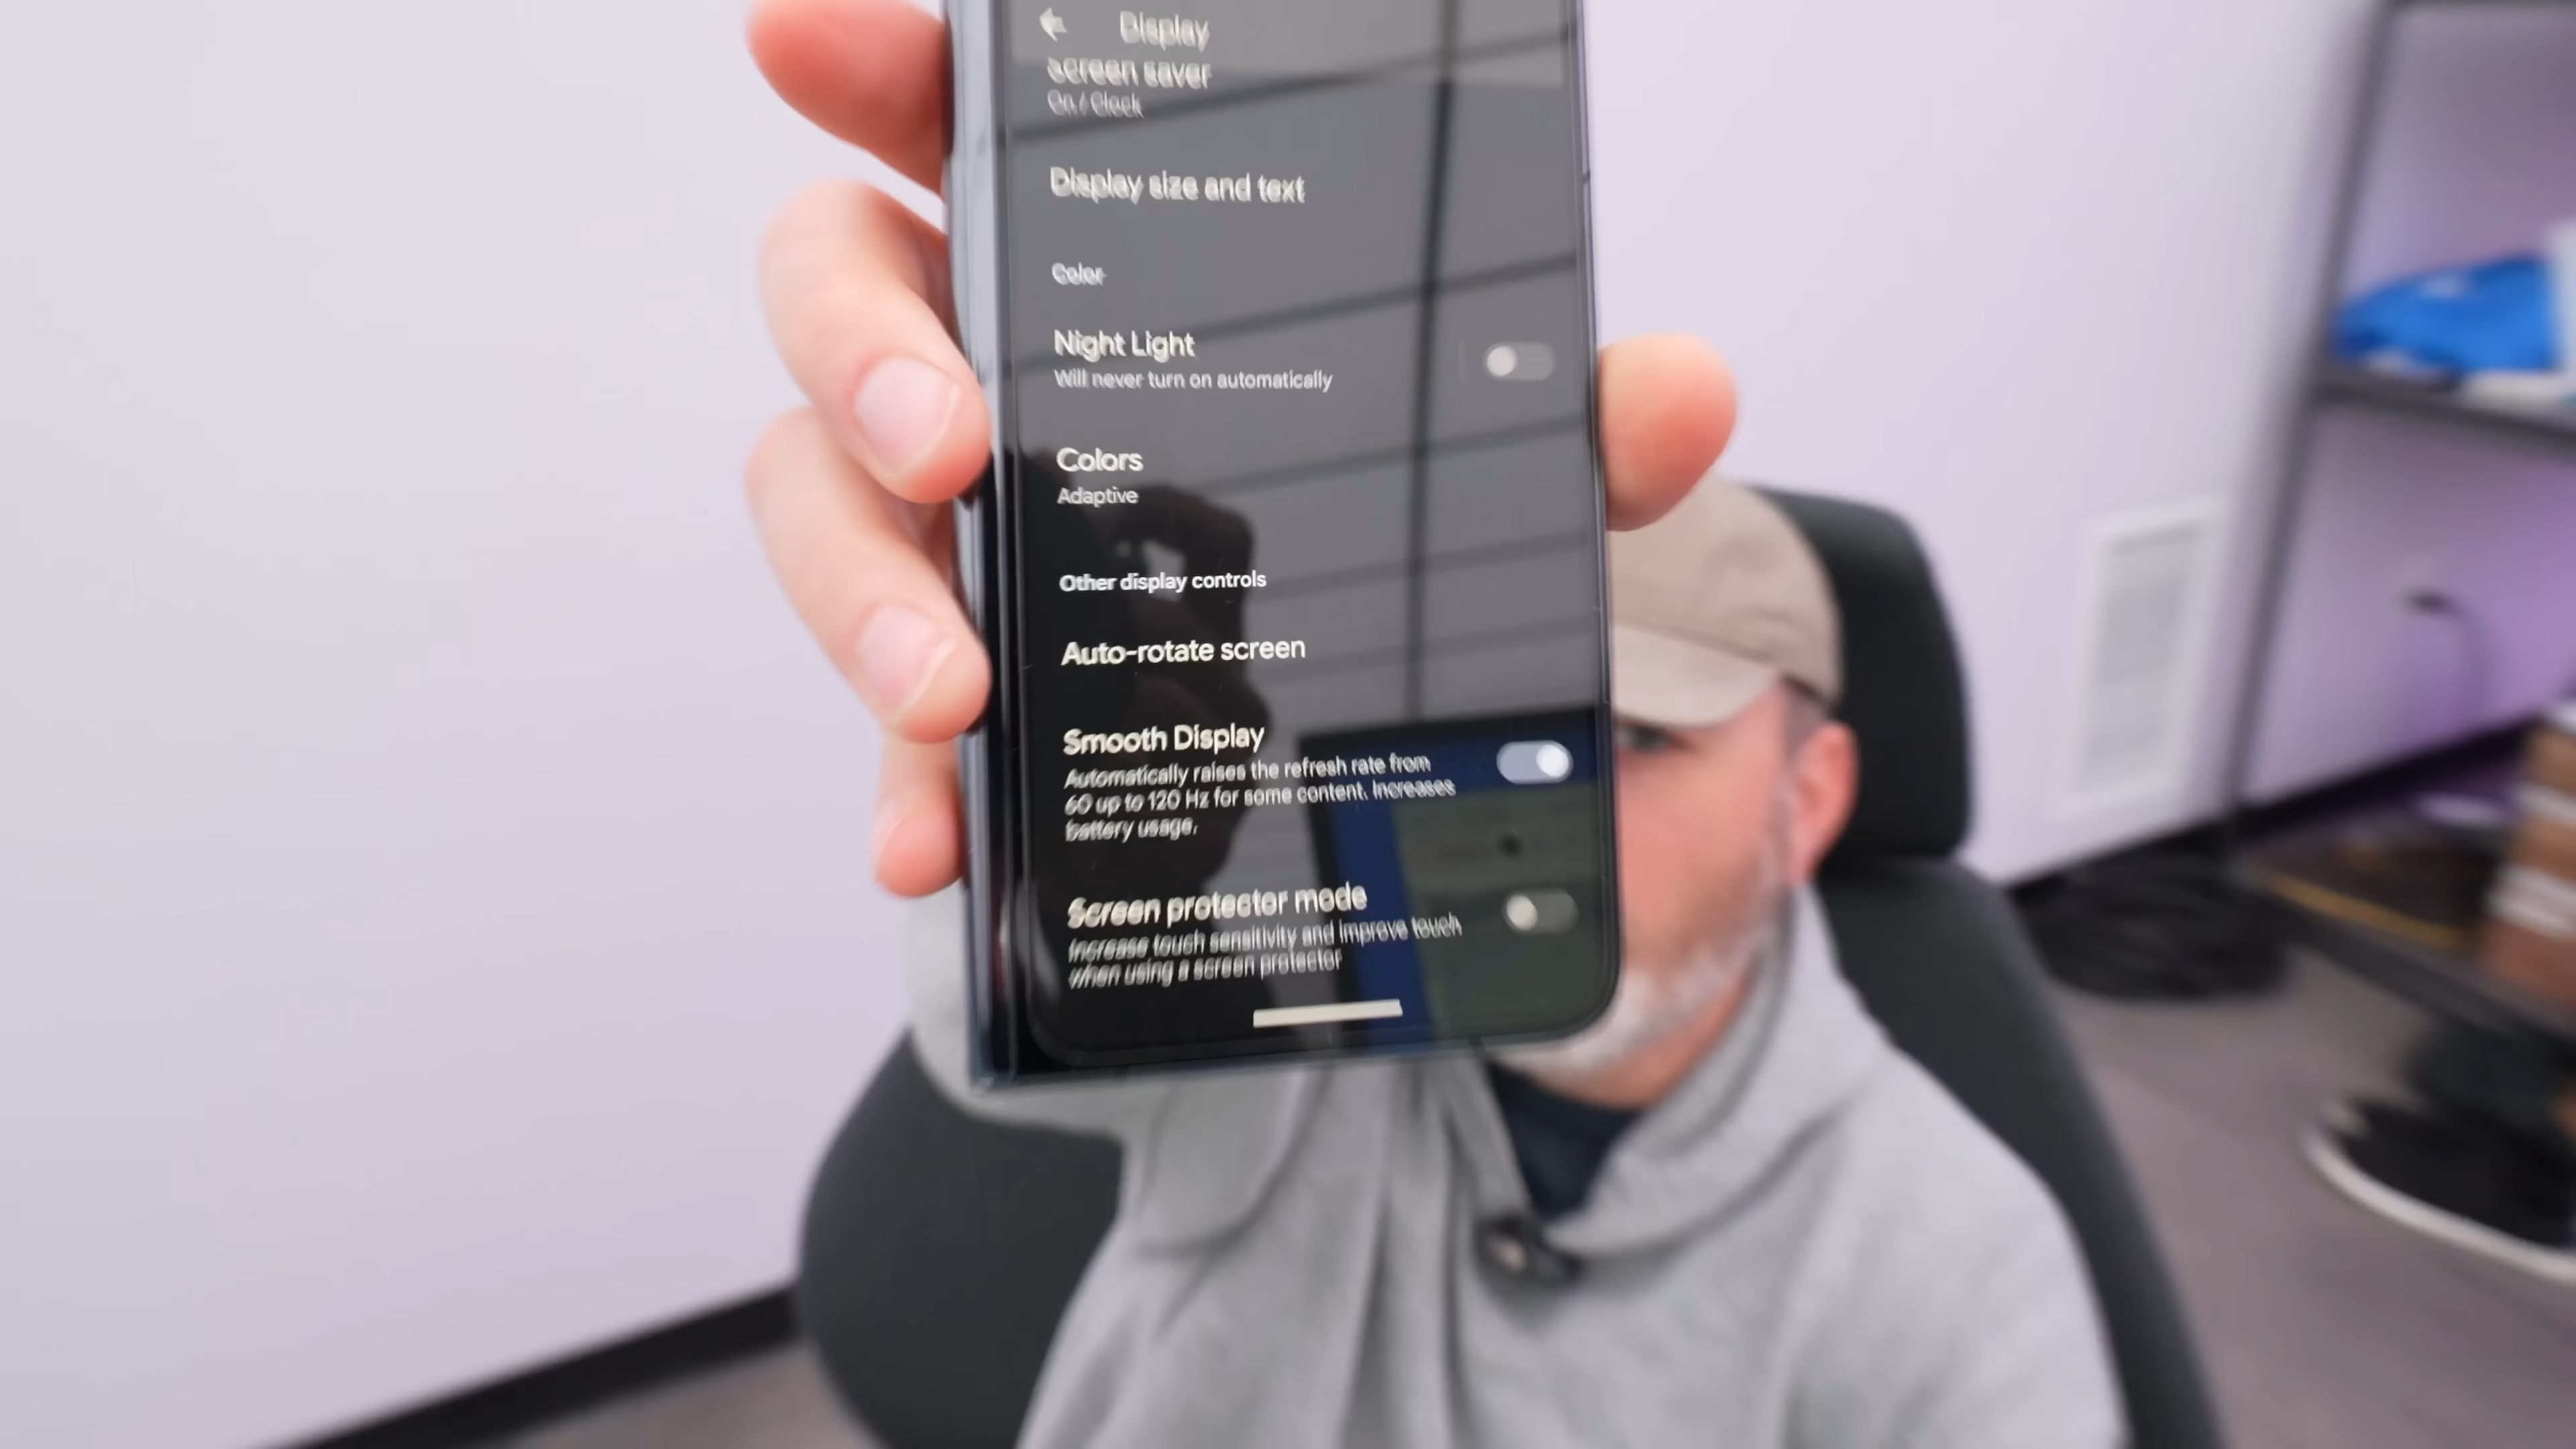 Display
Screen saver
On / Clock
Display size and text
Color
Night Light
Will never turn on automatically
Colors
Adaptive
Other display controls
Auto-rotate screen
Smooth Display
Automatically raises the refresh rate from
60 up to 120 Hz for some content. Increases
battery usage.
Screen protector mode
Increase touch sensitivity and improve touch
when using a screen protector